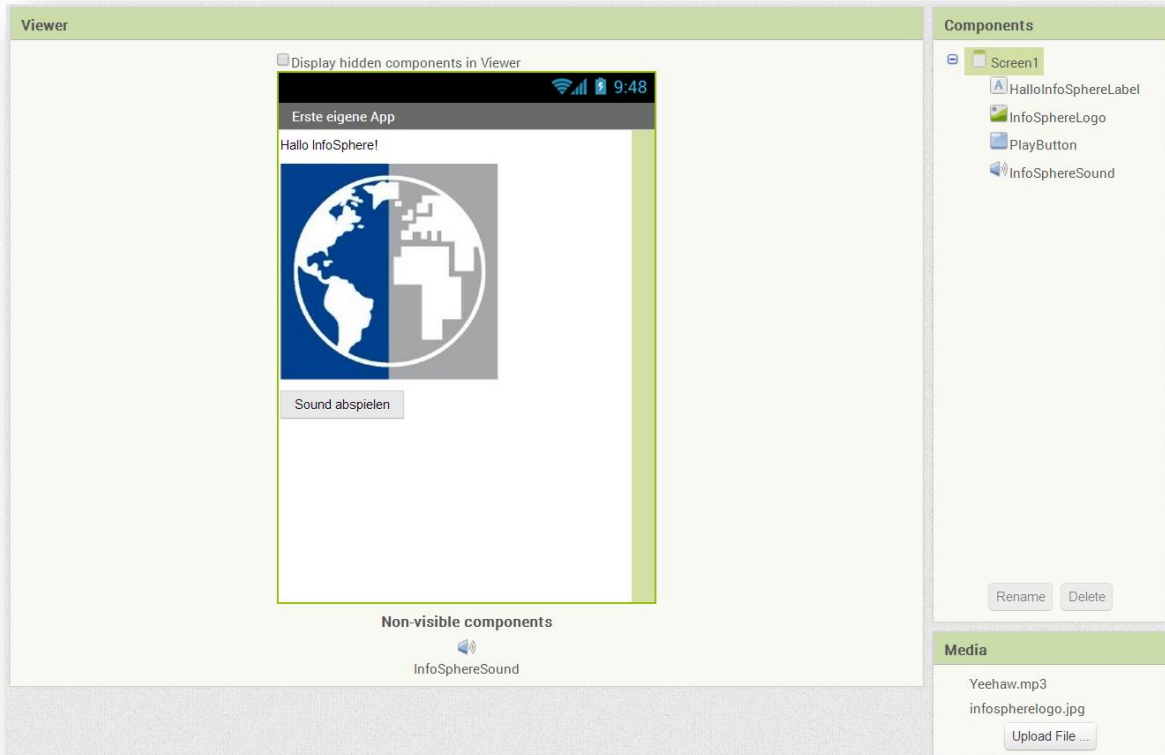 Viewer
Display hidden components in Viewer
9:48
Erste eigene App
Hallo InfoSphere!
Sound abspielen
Non-visible components
InfoSphereSound
Components
Screen1
A HalloInfoSphereLabel
InfoSphereLogo
PlayButton
InfoSphereSound
Rename Delete
Media
Yeehaw.mp3
infospherelogo.jpg
Upload File ...